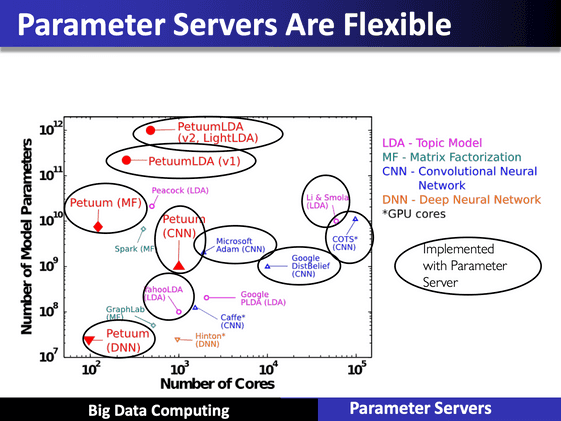 Parameter Servers Are Flexible
Number of Model Parameters
10^12
10^11
10^10
10^9
10^8
10^7
PetuumLDA
(v2, LightLDA)
PetuumLDA (v1)
Peacock (LDA)
Petuum (MF)
Petuum
(CNN)
Li & Smola
(LDA)
Spark (MF
Microsoft
Adam (CNN)
COTS*
(CNN)
Google
DistBelief
(CNN)
YahooLDA
(LDA)
Google
PLDA (LDA)
GraphLab
(MF)
Caffe*
(CNN)
Petuum
(DNN)
Hinton*
(DNN)
10^2
10^3
10^4
10^5
Number of Cores
LDA - Topic Model
MF - Matrix Factorization
CNN - Convolutional Neural
Network
DNN - Deep Neural Network
*GPU cores
Implemented
with Parameter
Server
Big Data Computing
Parameter Servers